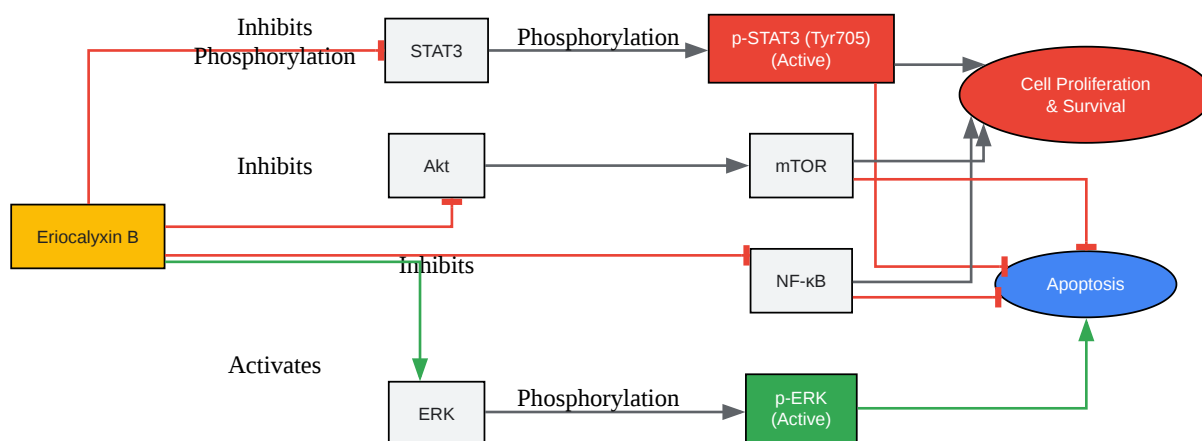 Inhibits
Phosphorylation
STAT3
Phosphorylation
p-STAT3 (Tyr705)
(Active)
Cell Proliferation
& Survival
Inhibits
Akt
mTOR
Eriocalyxin B
Inhibits
NF-κB
Apoptosis
Activates
ERK
Phosphorylation
p-ERK
(Active)